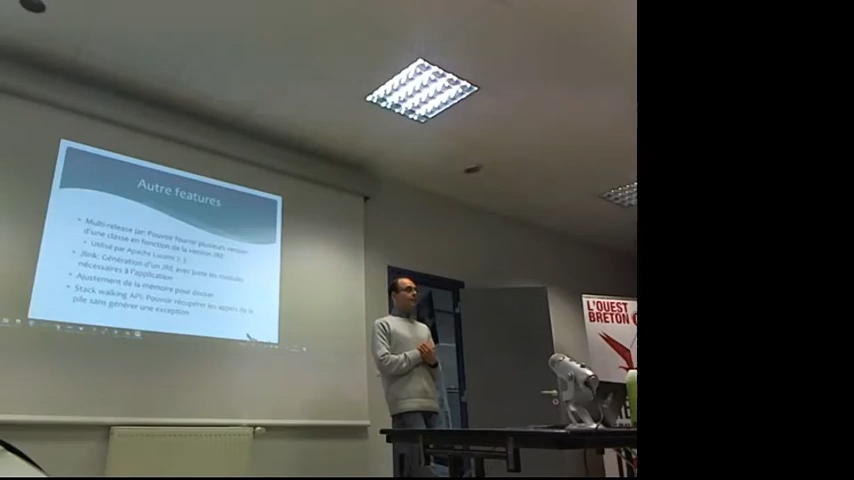 Autre features
Multi-release jar: Pouvoir fournir plusieurs version
d'une classe en fonction de la version JRE
Utilisé par Apache Lucene 7.3
Jlink: Génération d'un JRE avec juste les modules
nécessaires à l'application
Ajustement de la mémoire pour docker
Stack walking API: Pouvoir récupérer les appels de la
pile sans générer une exception
L'OUEST
BRETON